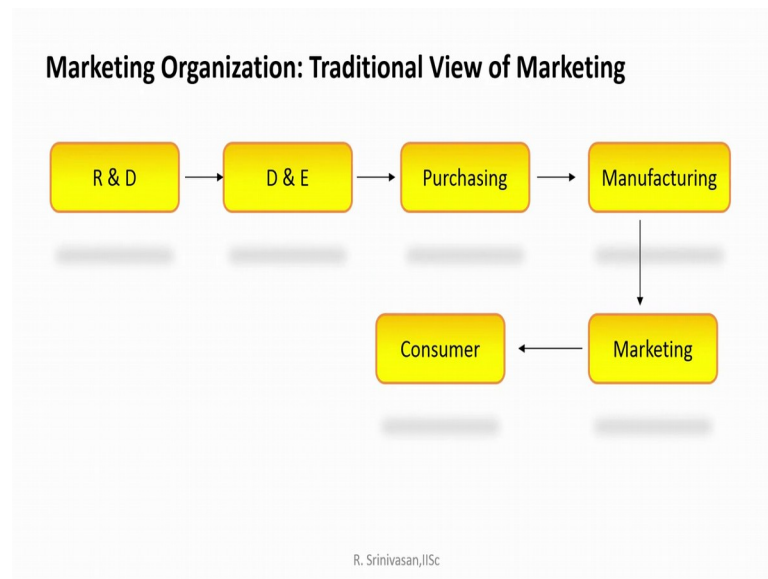 Marketing Organization: Traditional View of Marketing
R & D
D & E
Purchasing
Manufacturing
Consumer
Marketing
R. Srinivasan,IISc